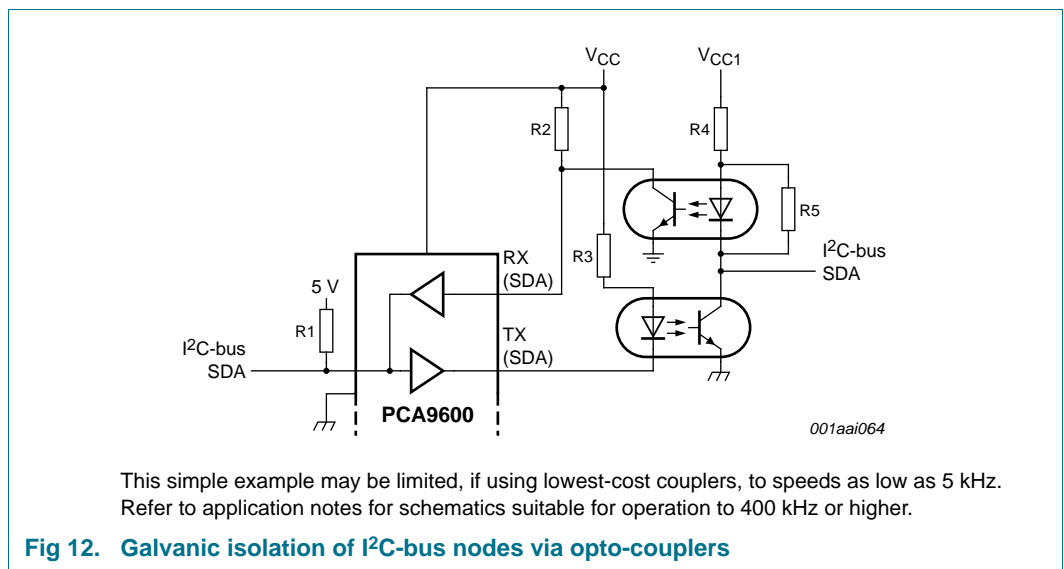 VCC
VCC1
R2
R4
R5
R3
I2C-bus
SDA
RX
(SDA)
5 V
R1
TX
(SDA)
I2C-bus
SDA
PCA9600
001aai064
This simple example may be limited, if using lowest-cost couplers, to speeds as low as 5 kHz.
Refer to application notes for schematics suitable for operation to 400 kHz or higher.
Fig 12. Galvanic isolation of I2C-bus nodes via opto-couplers